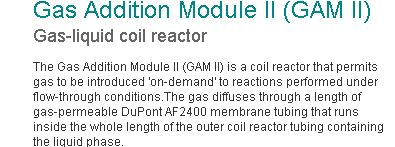 Gas Addition Module II (GAM II)
Gas-liquid coil reactor
The Gas Addition Module II (GAM II) is a coil reactor that permits
gas to be introduced 'on-demand' to reactions performed under
flow-through conditions.The gas diffuses through a length of
gas-permeable DuPont AF2400 membrane tubing that runs
inside the whole length of the outer coil reactor tubing containing
the liquid phase.